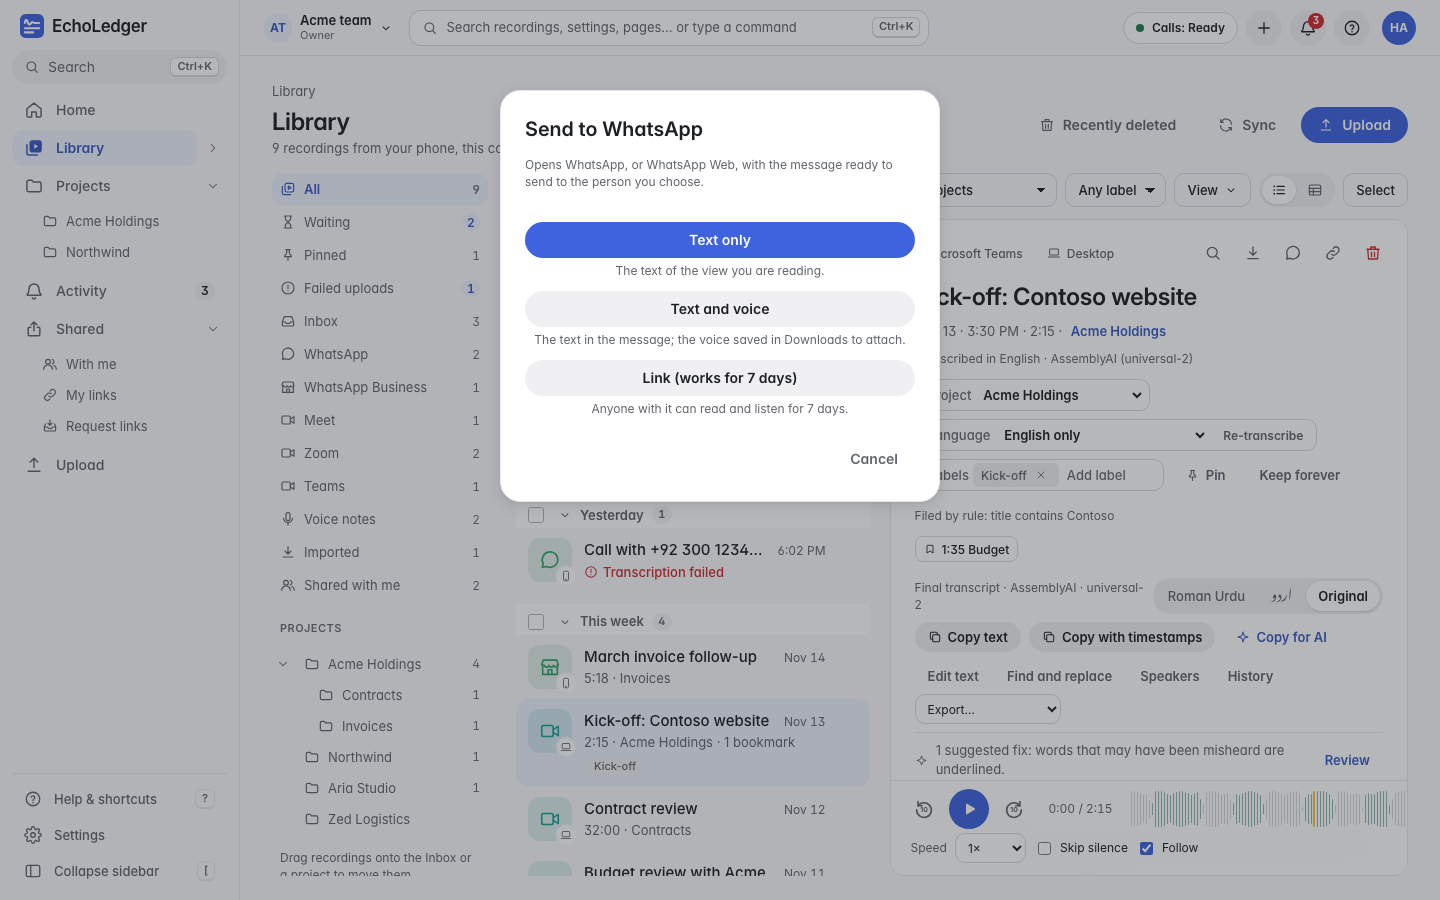 EchoLedger
Search Ctrl+K
Home
Library
Projects
Acme Holdings
Northwind
Activity 3
Shared
With me
My links
Request links
Upload
Help & shortcuts ?
Settings
Collapse sidebar [
AT Acme team
Owner
Search recordings, settings, pages... or type a command Ctrl+K
Calls: Ready
3
HA
Library
Library
9 recordings from your phone, this co
Recently deleted
Sync
Upload
All 9
Waiting 2
Pinned 1
Failed uploads 1
Inbox 3
WhatsApp 2
WhatsApp Business 1
Meet 1
Zoom 2
Teams 1
Voice notes 2
Imported 1
Shared with me 2
PROJECTS
Acme Holdings 4
Contracts 1
Invoices 1
Northwind 1
Aria Studio 1
Zed Logistics
Drag recordings onto the Inbox or
a project to move them
Send to WhatsApp
Opens WhatsApp, or WhatsApp Web, with the message ready to
send to the person you choose.
Text only
The text of the view you are reading.
Text and voice
The text in the message; the voice saved in Downloads to attach.
Link (works for 7 days)
Anyone with it can read and listen for 7 days.
Cancel
Yesterday 1
Call with +92 300 1234... 6:02 PM
Transcription failed
This week 4
March invoice follow-up Nov 14
5:18 · Invoices
Kick-off: Contoso website Nov 13
2:15 · Acme Holdings · 1 bookmark
Kick-off
Contract review Nov 12
32:00 · Contracts
Budget review with Acme Nov 11
ojects
Any label
View
Select
crosoft Teams
Desktop
ck-off: Contoso website
13 · 3:30 PM · 2:15 · Acme Holdings
scribed in English · AssemblyAI (universal-2)
oject Acme Holdings
anguage English only Re-transcribe
abels Kick-off Add label Pin Keep forever
Filed by rule: title contains Contoso
1:35 Budget
Final transcript · AssemblyAI · universal-
2
Roman Urdu اردو Original
Copy text Copy with timestamps Copy for AI
Edit text Find and replace Speakers History
Export...
1 suggested fix: words that may have been misheard are
underlined.
Review
10 10 0:00 / 2:15
Speed 1× Skip silence Follow